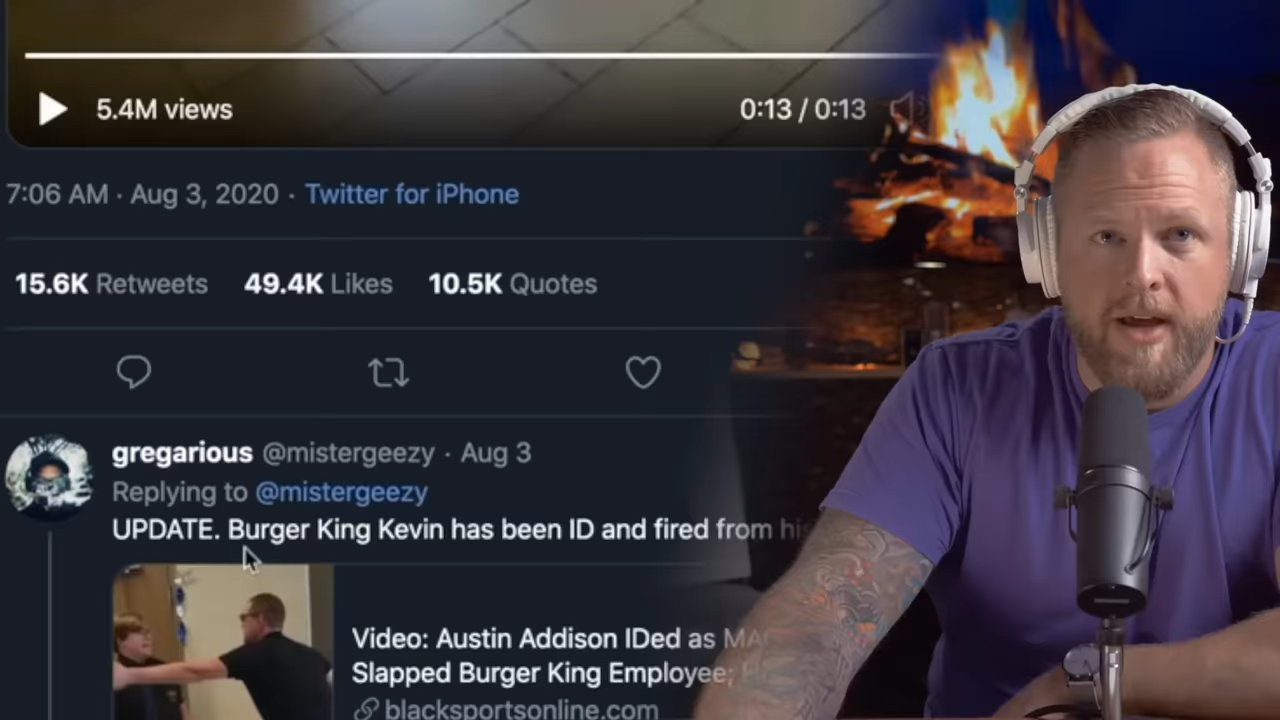 5.4M views
0:13 / 0:13
7:06 AM · Aug 3, 2020 · Twitter for iPhone
15.6K Retweets 49.4K Likes 10.5K Quotes
gregarious @mistergeezy · Aug 3
Replying to @mistergeezy
UPDATE. Burger King Kevin has been ID and fired from his
Video: Austin Addison IDed as
Slapped Burger King Employee;
blacksportsonline.com